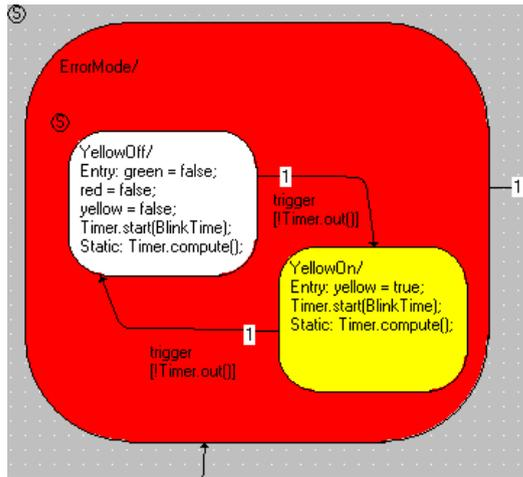 S
ErrorMode/
S
YellowOff/
Entry: green = false;
red = false;
yellow = false;
Timer.start(BlinkTime);
Static: Timer.compute();
1
trigger
[!Timer.out()]
1
YellowOn/
Entry: yellow = true;
Timer.start(BlinkTime);
Static: Timer.compute();
1
trigger
[!Timer.out()]